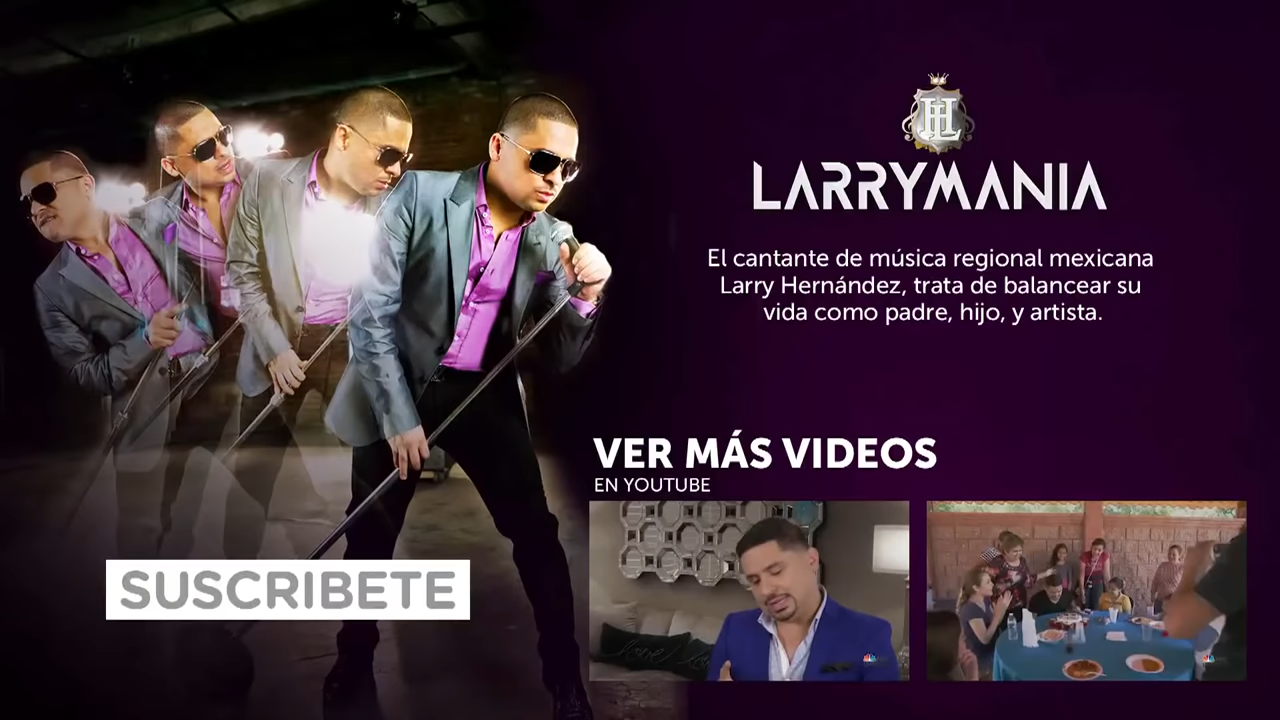 HL
LARRYMANIA
El cantante de música regional mexicana
Larry Hernández, trata de balancear su
vida como padre, hijo, y artista.
VER MÁS VIDEOS
EN YOUTUBE
SUSCRIBETE